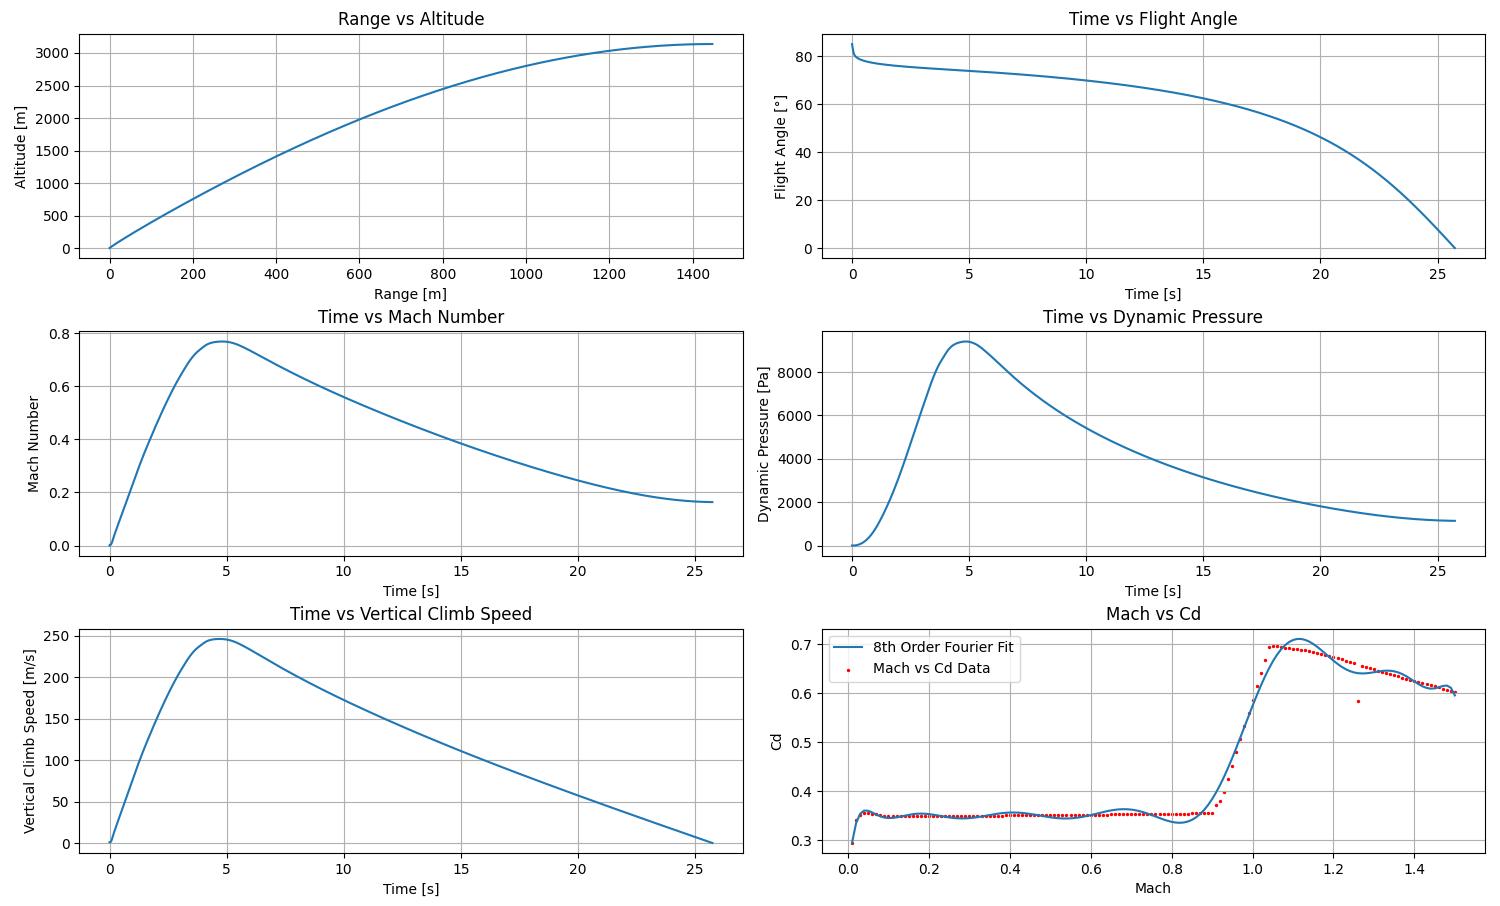 Range vs Altitude
Altitude [m]
3000
2500
2000
1500
1000
500
0
0 200 400 600 800 1000 1200 1400
Range [m]
Time vs Flight Angle
Flight Angle [°]
80
60
40
20
0
0 5 10 15 20 25
Time [s]
Time vs Mach Number
Mach Number
0.8
0.6
0.4
0.2
0.0
0 5 10 15 20 25
Time [s]
Time vs Dynamic Pressure
Dynamic Pressure [Pa]
8000
6000
4000
2000
0
0 5 10 15 20 25
Time [s]
Time vs Vertical Climb Speed
Vertical Climb Speed [m/s]
250
200
150
100
50
0
0 5 10 15 20 25
Time [s]
Mach vs Cd
8th Order Fourier Fit
Mach vs Cd Data
Cd
0.7
0.6
0.5
0.4
0.3
0.0 0.2 0.4 0.6 0.8 1.0 1.2 1.4
Mach